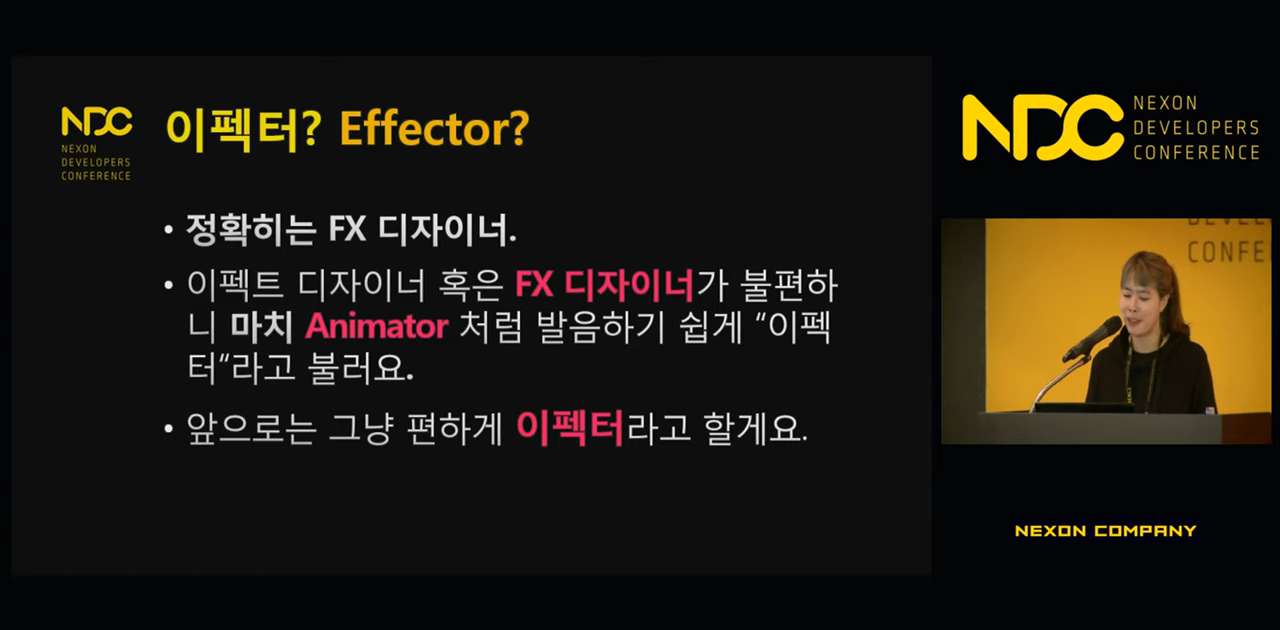 NDC
NEXON
DEVELOPERS
CONFERENCE
이펙터? Effector?
• 정확히는 FX 디자이너.
• 이펙트 디자이너 혹은 FX 디자이너가 불편하
니 마치 Animator 처럼 발음하기 쉽게 “이펙
터“라고 불러요.
• 앞으로는 그냥 편하게 이펙터라고 할게요.
NDC
NEXON
DEVELOPERS
CONFERENCE
CONFE
NEXON COMPANY